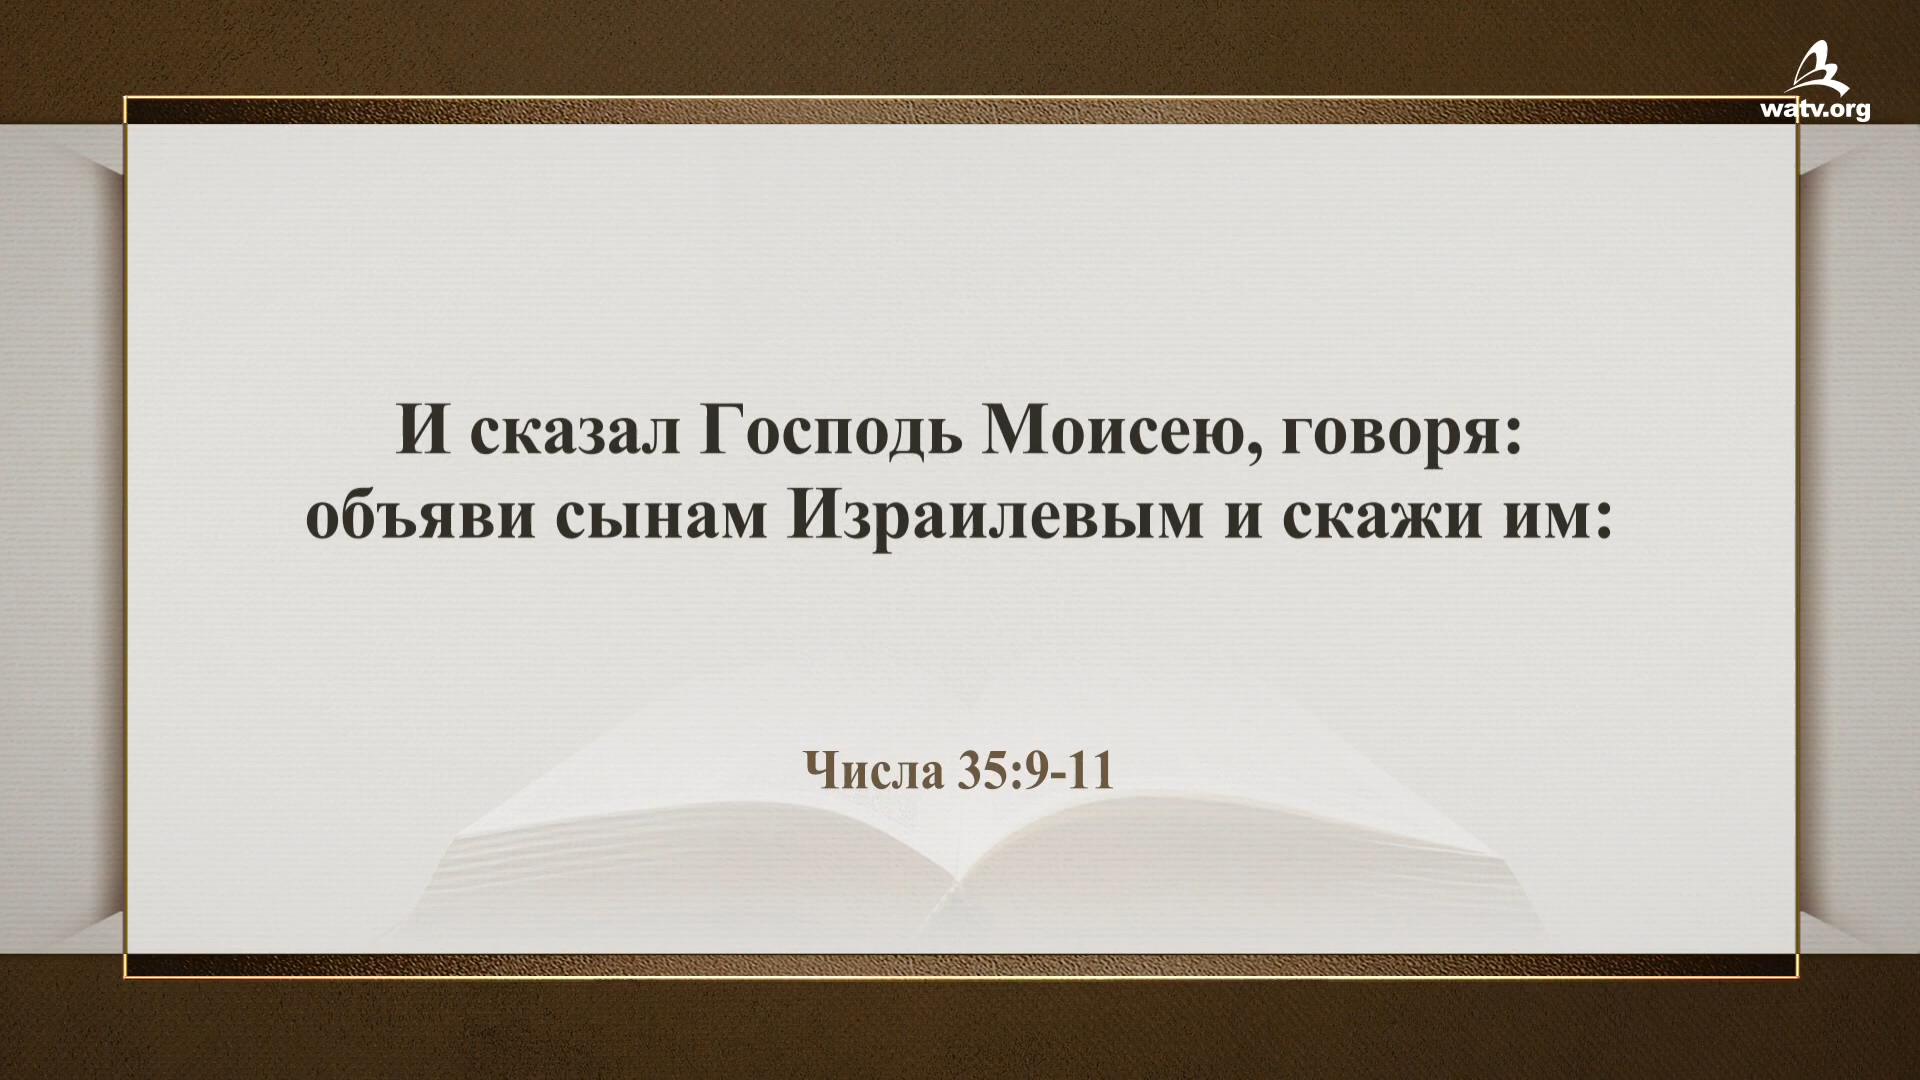 watv.org
И сказал Господь Моисею, говоря:
объяви сынам Израилевым и скажи им:
Числа 35:9-11